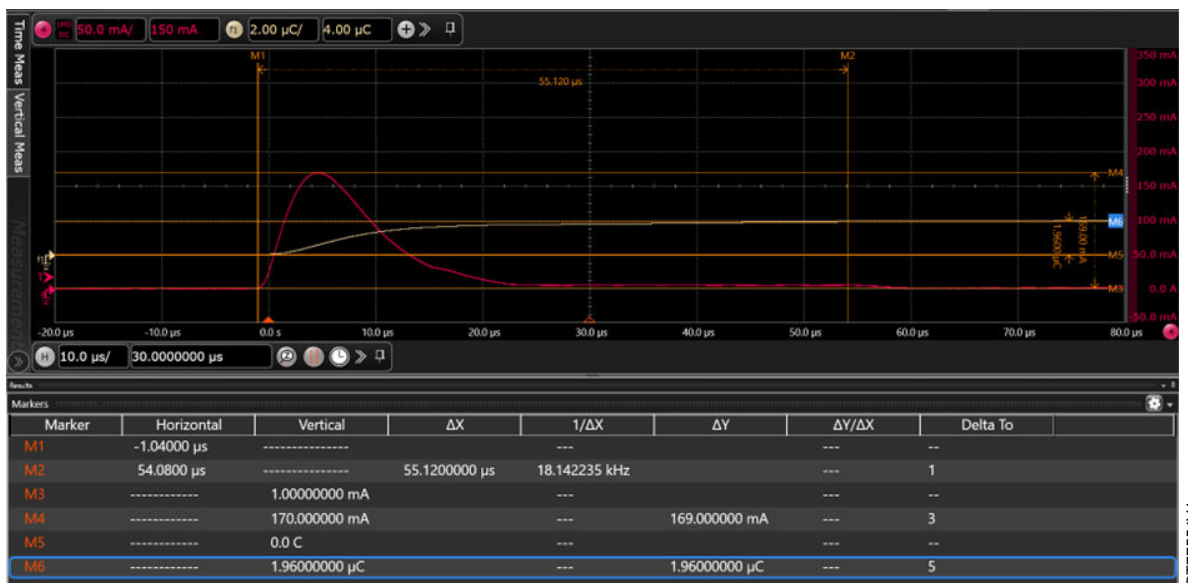 Time Meas
Vertical Meas
Measurements
1MΩ
DC
50.0 mA/
150 mA
f1
2.00 µC/
4.00 µC
M1
M2
55.120 µs
350 mA
300 mA
250 mA
200 mA
M4
150 mA
M6
100 mA
169.00 mA
1.9600 µC
M5
50.0 mA
M3
0.0 A
-50.0 mA
-20.0 µs
-10.0 µs
0.0 s
10.0 µs
20.0 µs
30.0 µs
40.0 µs
50.0 µs
60.0 µs
70.0 µs
80.0 µs
H
10.0 µs/
30.0000000 µs
Results
Markers
Marker Horizontal Vertical ΔX 1/ΔX ΔY ΔY/ΔX Delta To
M1 -1.04000 µs --------------- --- --- --
M2 54.0800 µs --------------- 55.1200000 µs 18.142235 kHz --- 1
M3 ------------ 1.00000000 mA --- --- --
M4 ------------ 170.000000 mA --- 169.000000 mA --- 3
M5 ------------ 0.0 C --- --- --
M6 ------------ 1.96000000 µC --- 1.96000000 µC --- 5